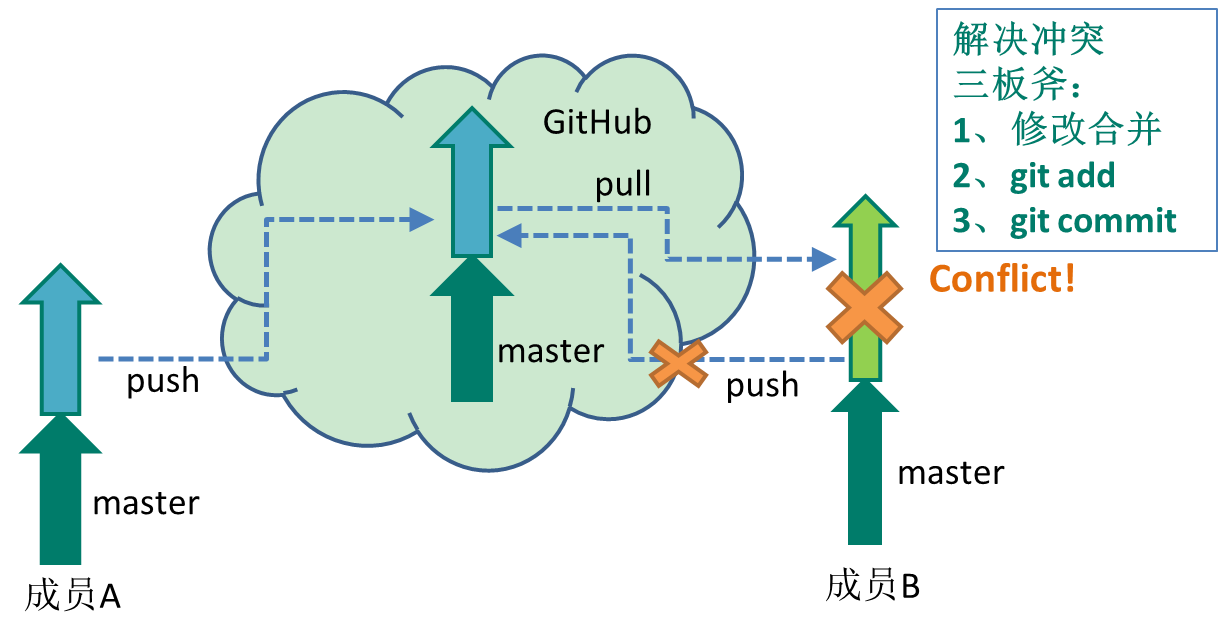 解决冲突
三板斧：
1、修改合并
2、git add
3、git commit
GitHub
pull
Conflict!
master
push
push
master
master
成员A
成员B